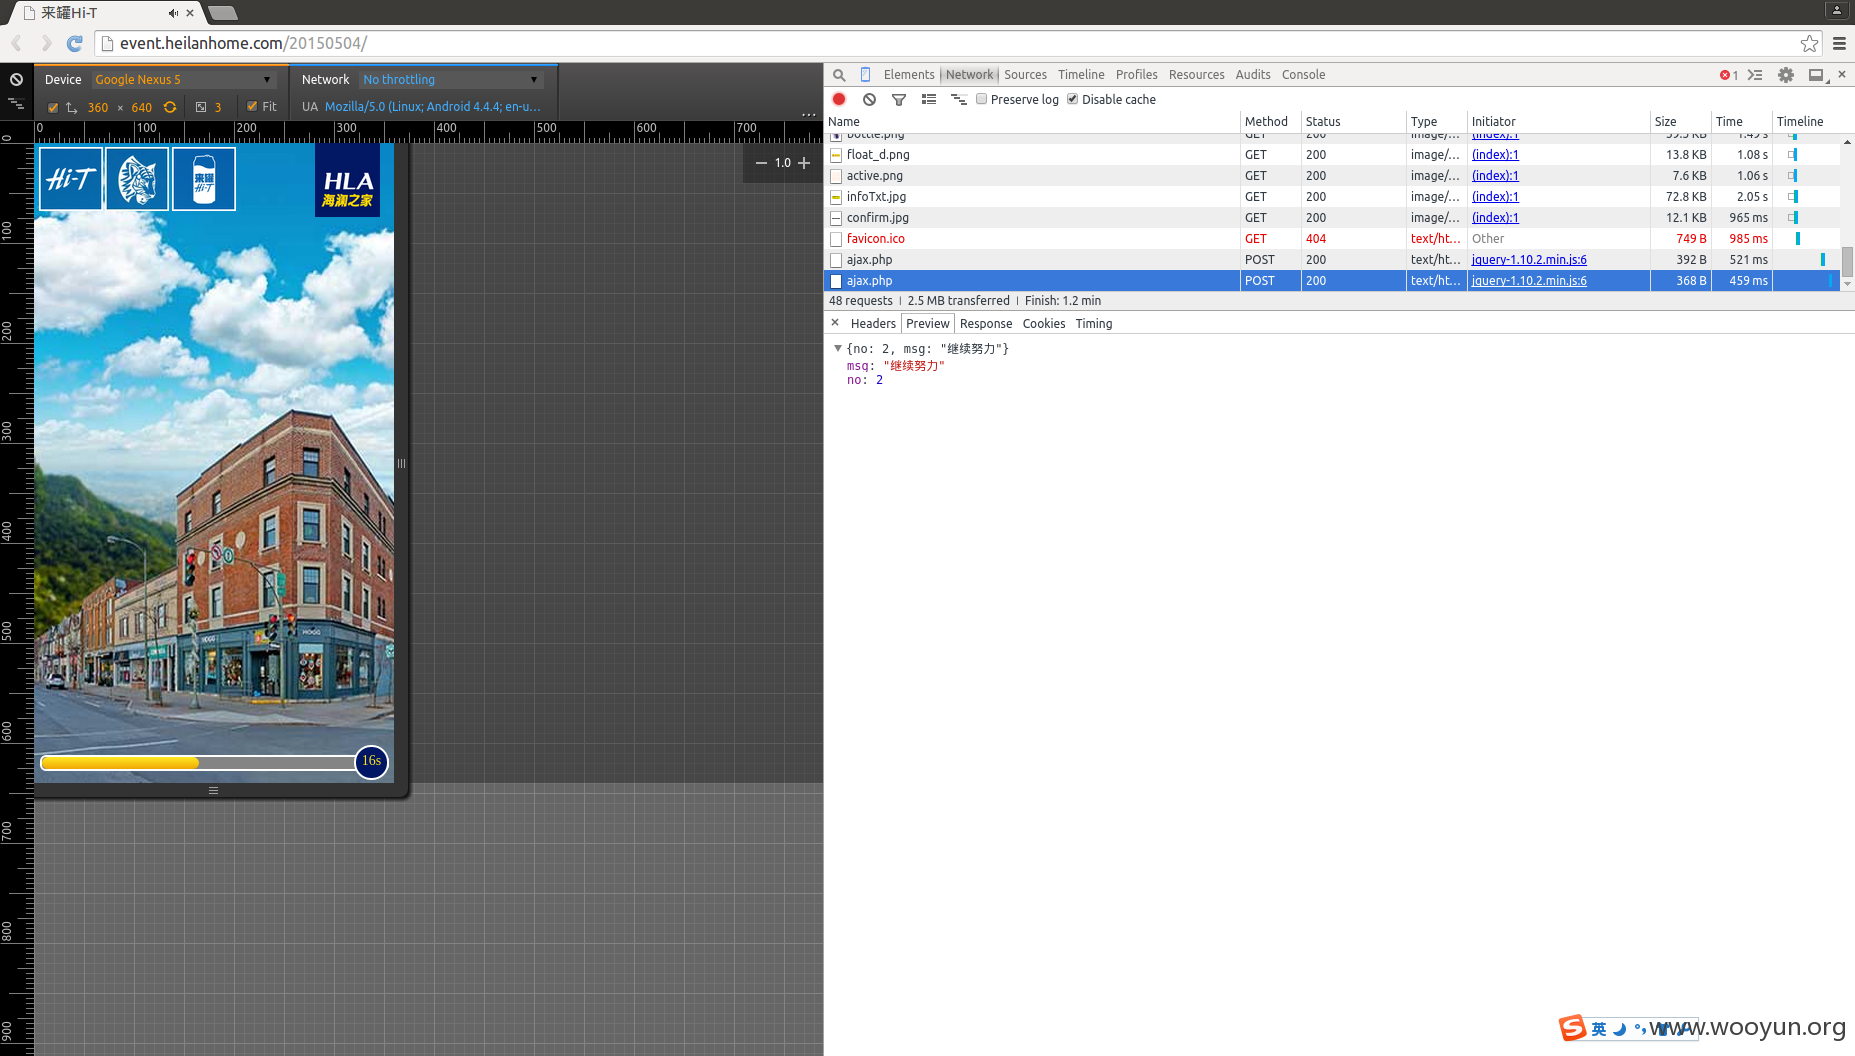 来罐Hi-T
event.heilanhome.com/20150504/
Device Google Nexus 5 Network No throttling
360 × 640 3 Fit UA Mozilla/5.0 (Linux; Android 4.4.4; en-u...
0 100 200 300 400 500 600 700
0 100 200 300 400 500 600 700 800 900
1.0
Hi-T
来罐
Hi-T
HLA
海澜之家
HOGG HOGG
16s
Elements Network Sources Timeline Profiles Resources Audits Console 1
Preserve log Disable cache
Name Method Status Type Initiator Size Time Timeline
bottle.png GET 200 image/... (index):1 39.3 KB 1.49 s
float_d.png GET 200 image/... (index):1 13.8 KB 1.08 s
active.png GET 200 image/... (index):1 7.6 KB 1.06 s
infoTxt.jpg GET 200 image/... (index):1 72.8 KB 2.05 s
confirm.jpg GET 200 image/... (index):1 12.1 KB 965 ms
favicon.ico GET 404 text/ht... Other 749 B 985 ms
ajax.php POST 200 text/ht... jquery-1.10.2.min.js:6 392 B 521 ms
ajax.php POST 200 text/ht... jquery-1.10.2.min.js:6 368 B 459 ms
48 requests | 2.5 MB transferred | Finish: 1.2 min
× Headers Preview Response Cookies Timing
{no: 2, msg: "继续努力"}
msg: "继续努力"
no: 2
S 英
www.wooyun.org